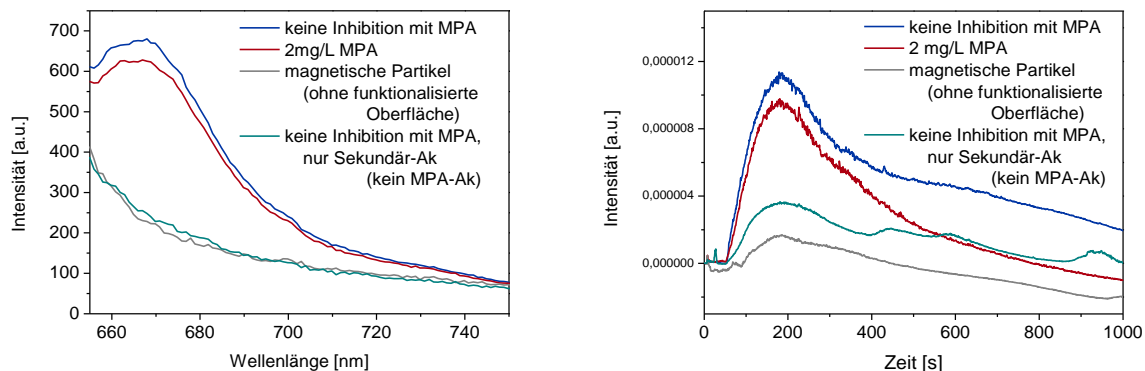 700
600
500
400
300
200
100
0
Intensität [a.u.]
660
680
700
720
740
Wellenlänge [nm]
keine Inhibition mit MPA
2mg/L MPA
magnetische Partikel
(ohne funktionalisierte
Oberfläche)
keine Inhibition mit MPA,
nur Sekundär-Ak
(kein MPA-Ak)
0,000012
0,000008
0,000004
0,000000
Intensität [a.u.]
0
200
400
600
800
1000
Zeit [s]
keine Inhibition mit MPA
2 mg/L MPA
magnetische Partikel
(ohne funktionalisierte
Oberfläche)
keine Inhibition mit MPA,
nur Sekundär-Ak
(kein MPA-Ak)